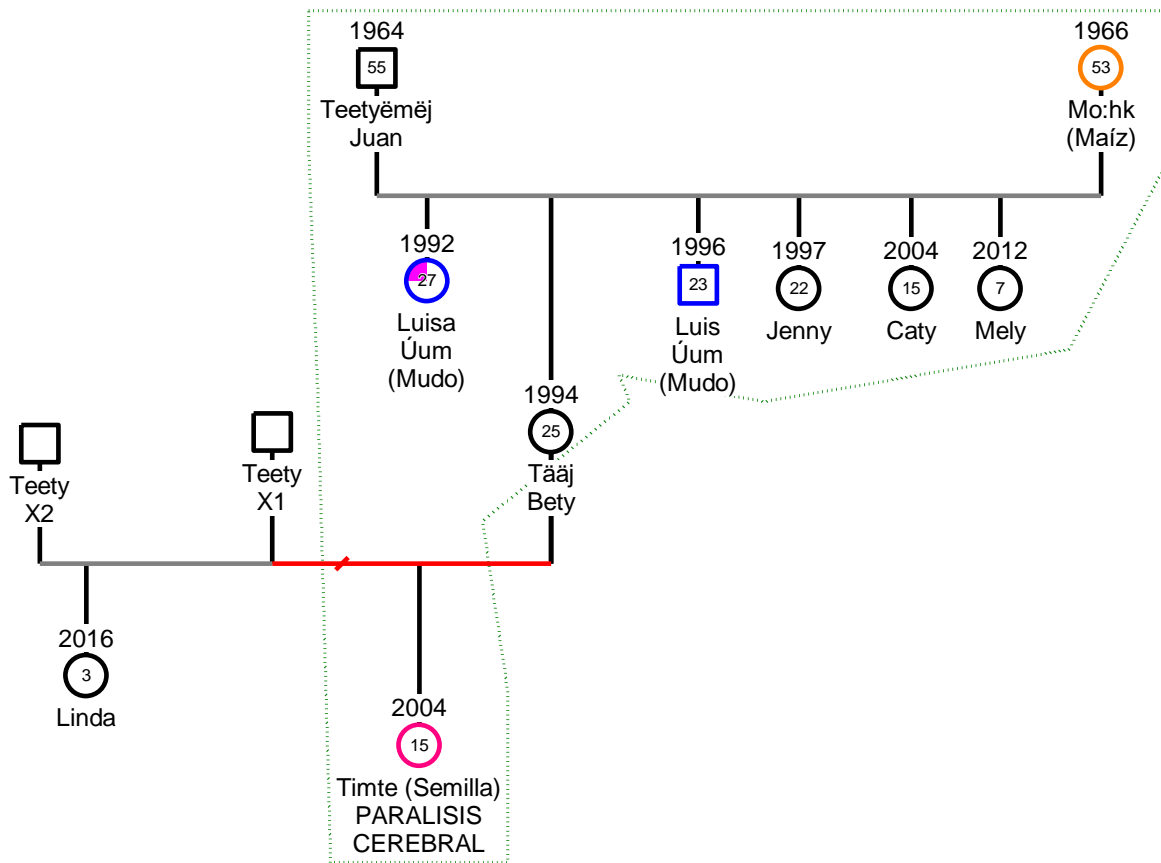 1964
55
Teetyëmëj
Juan
1966
53
Mo:hk
(Maíz)
1992
27
Luisa
Úum
(Mudo)
1996
23
Luis
Úum
(Mudo)
1997
22
Jenny
2004
15
Caty
2012
7
Mely
1994
25
Tääj
Bety
Teety
X2
Teety
X1
2016
3
Linda
2004
15
Timte (Semilla)
PARALISIS
CEREBRAL